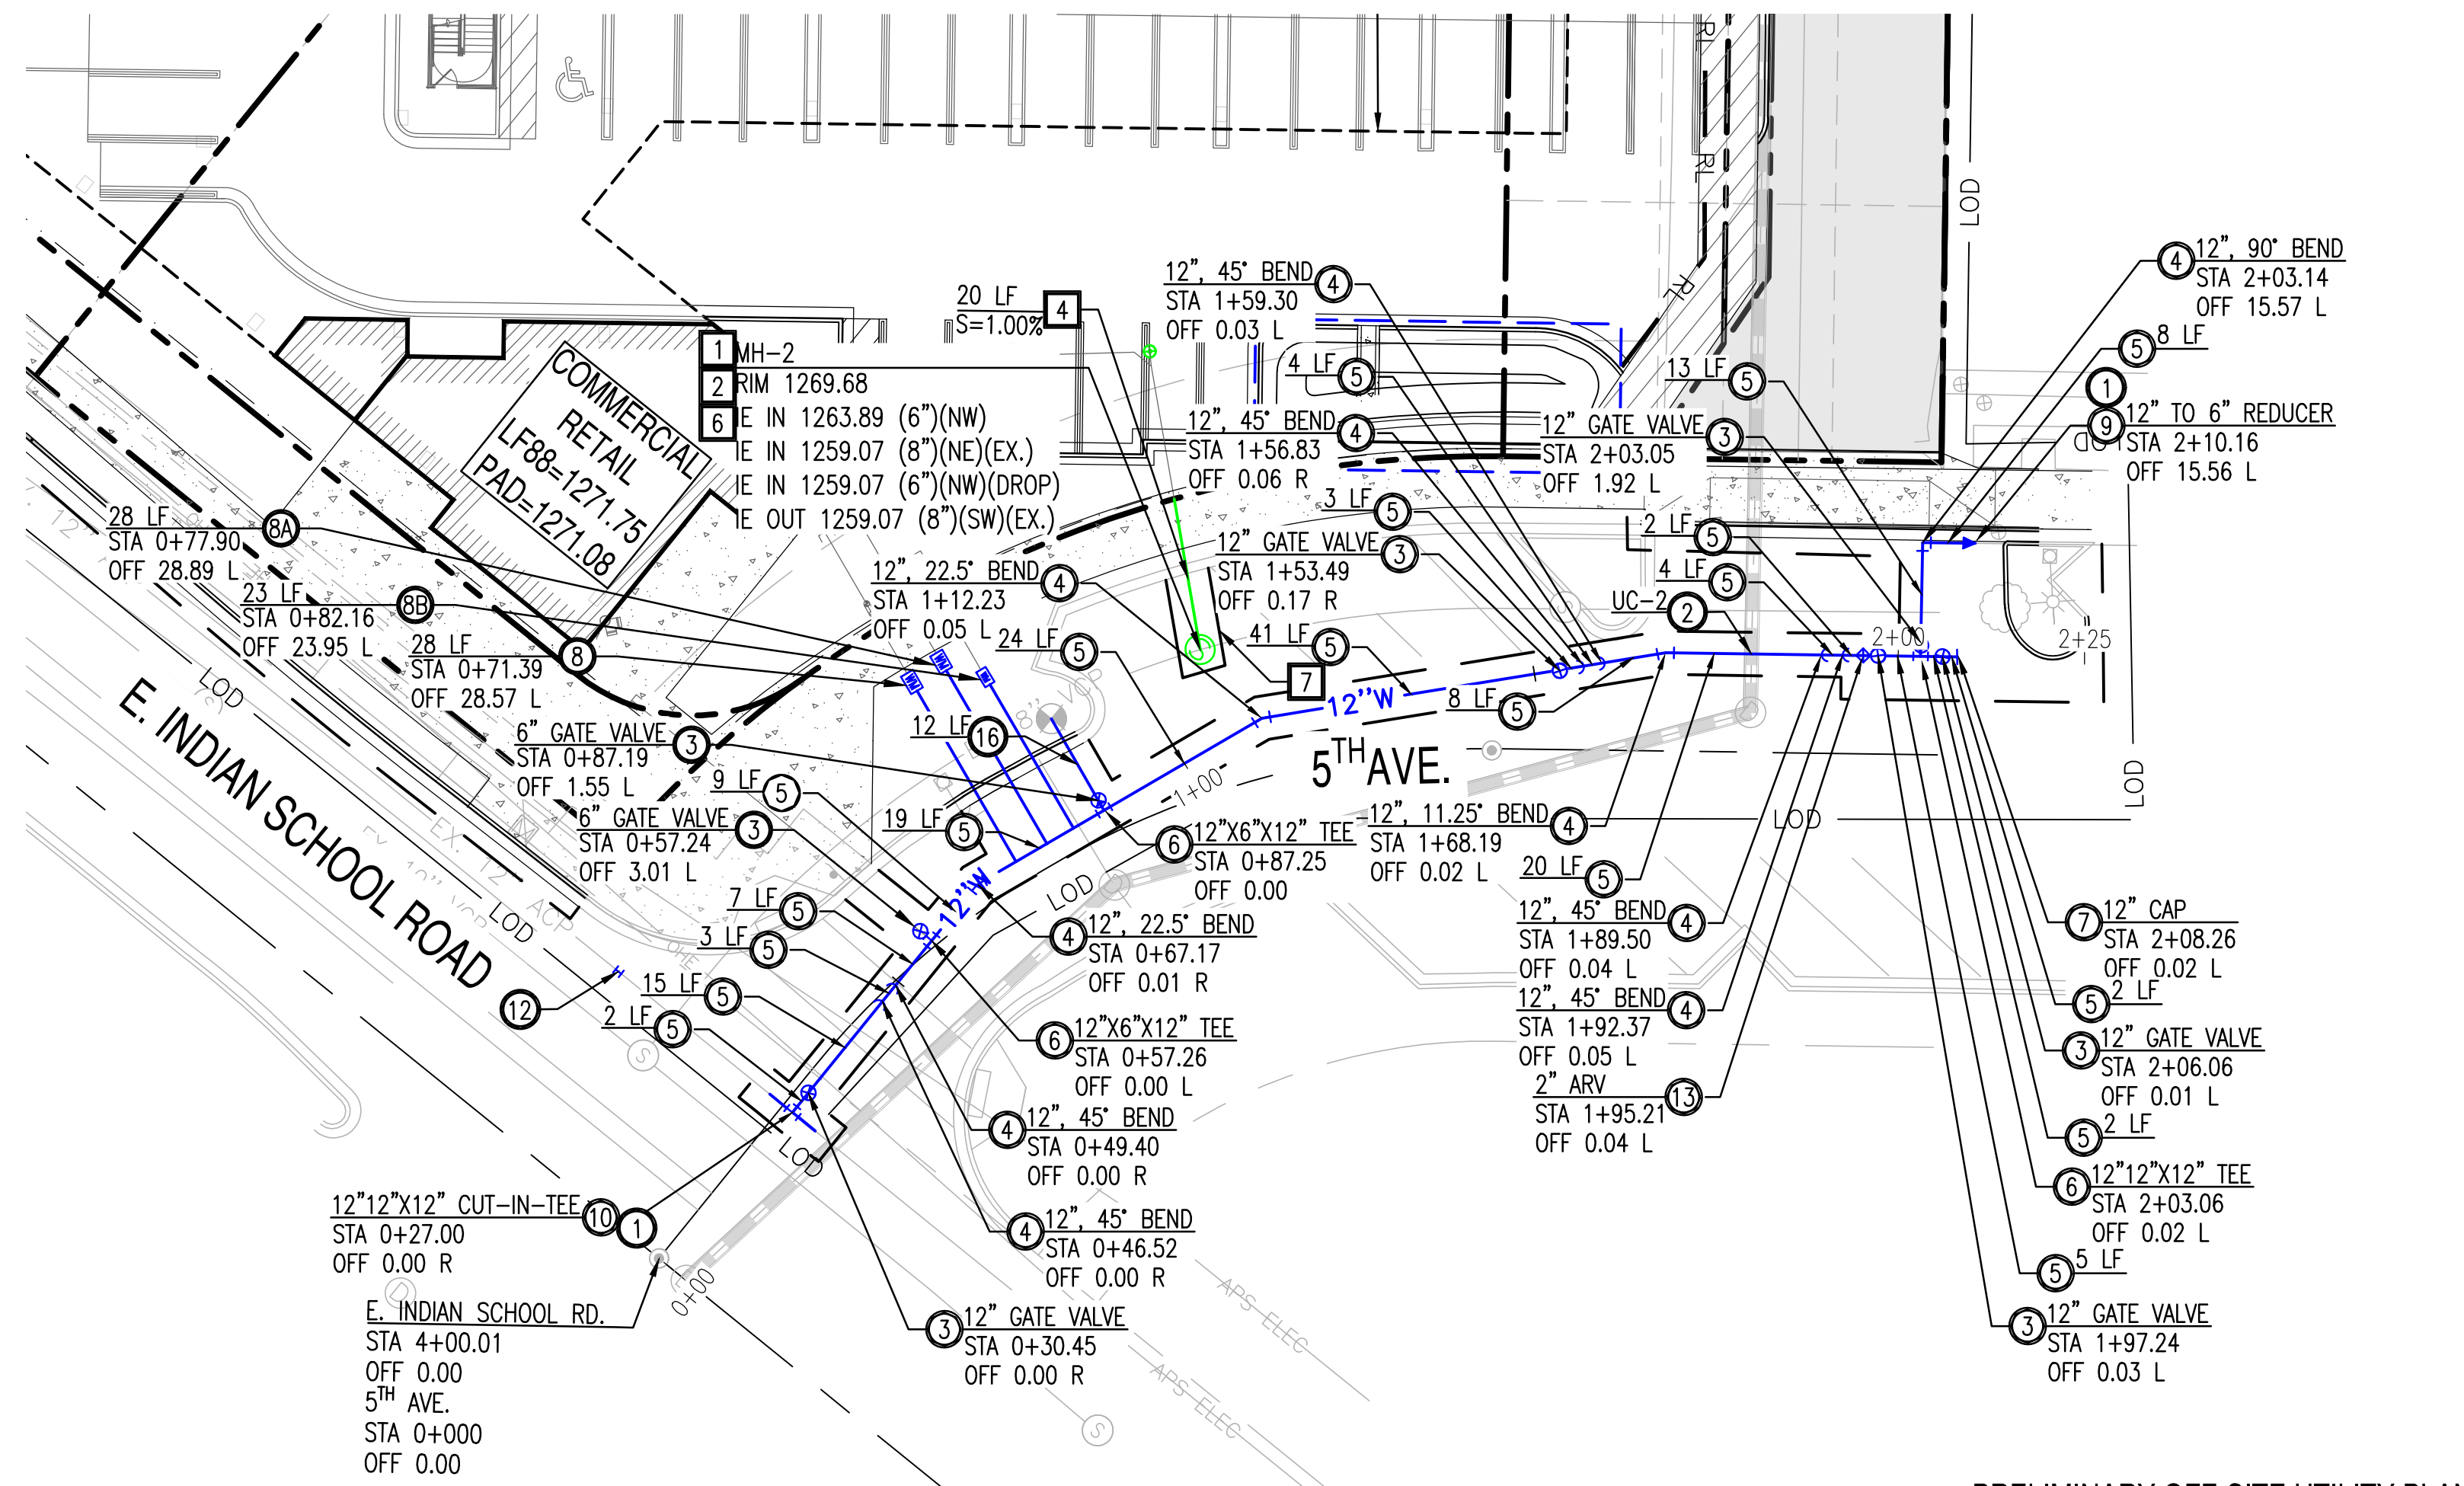 RL
RL
LOD
12", 90° BEND
4
STA 2+03.14
OFF 15.57 L
8 LF
5
1
12" TO 6" REDUCER
9
STA 2+10.16
OFF 15.56 L
LOD
RL
12", 45° BEND
4
STA 1+59.30
OFF 0.03 L
20 LF
4
S=1.00%
4 LF
5
13 LF
5
1
2
6
MH-2
RIM 1269.68
IE IN 1263.89 (6")(NW)
IE IN 1259.07 (8")(NE)(EX.)
IE IN 1259.07 (6")(NW)(DROP)
IE OUT 1259.07 (8")(SW)(EX.)
COMMERCIAL
RETAIL
LF88=1271.75
PAD=1271.08
12", 45° BEND
4
STA 1+56.83
OFF 0.06 R
12" GATE VALVE
3
STA 2+03.05
OFF 1.92 L
3 LF
5
2 LF
5
12" GATE VALVE
3
STA 1+53.49
OFF 0.17 R
4 LF
5
UC-2
2
2+00
2+25
28 LF
8A
STA 0+77.90
OFF 28.89 L
23 LF
8B
STA 0+82.16
OFF 23.95 L
28 LF
8
STA 0+71.39
OFF 28.57 L
12", 22.5° BEND
4
STA 1+12.23
OFF 0.05 L
24 LF
5
41 LF
5
7
8 LF
5
8" VCP
12"W
5TH AVE.
12 LF
16
1+00
6" GATE VALVE
3
STA 0+87.19
OFF 1.55 L
9 LF
5
19 LF
5
6" GATE VALVE
3
STA 0+57.24
OFF 3.01 L
12"X6"X12" TEE
6
STA 0+87.25
OFF 0.00
12", 11.25° BEND
4
STA 1+68.19
OFF 0.02 L
20 LF
5
LOD
LOD
LOD
E. INDIAN SCHOOL ROAD
EX. 12" ACP
LOD
LOD
12"W
7 LF
5
3 LF
5
15 LF
5
2 LF
5
12
OHE
12", 22.5° BEND
4
STA 0+67.17
OFF 0.01 R
12"X6"X12" TEE
6
STA 0+57.26
OFF 0.00 L
12", 45° BEND
4
STA 0+49.40
OFF 0.00 R
12", 45° BEND
4
STA 0+46.52
OFF 0.00 R
12" GATE VALVE
3
STA 0+30.45
OFF 0.00 R
12", 45° BEND
4
STA 1+89.50
OFF 0.04 L
12", 45° BEND
4
STA 1+92.37
OFF 0.05 L
2" ARV
13
STA 1+95.21
OFF 0.04 L
12" CAP
7
STA 2+08.26
OFF 0.02 L
2 LF
5
12" GATE VALVE
3
STA 2+06.06
OFF 0.01 L
2 LF
5
12"12"X12" TEE
6
STA 2+03.06
OFF 0.02 L
5 LF
5
12" GATE VALVE
3
STA 1+97.24
OFF 0.03 L
LOD
12"12"X12" CUT-IN-TEE
10
1
STA 0+27.00
OFF 0.00 R
0+00
E. INDIAN SCHOOL RD.
STA 4+00.01
OFF 0.00
5TH AVE.
STA 0+000
OFF 0.00
S
S
S
D
APS ELEC
APS ELEC